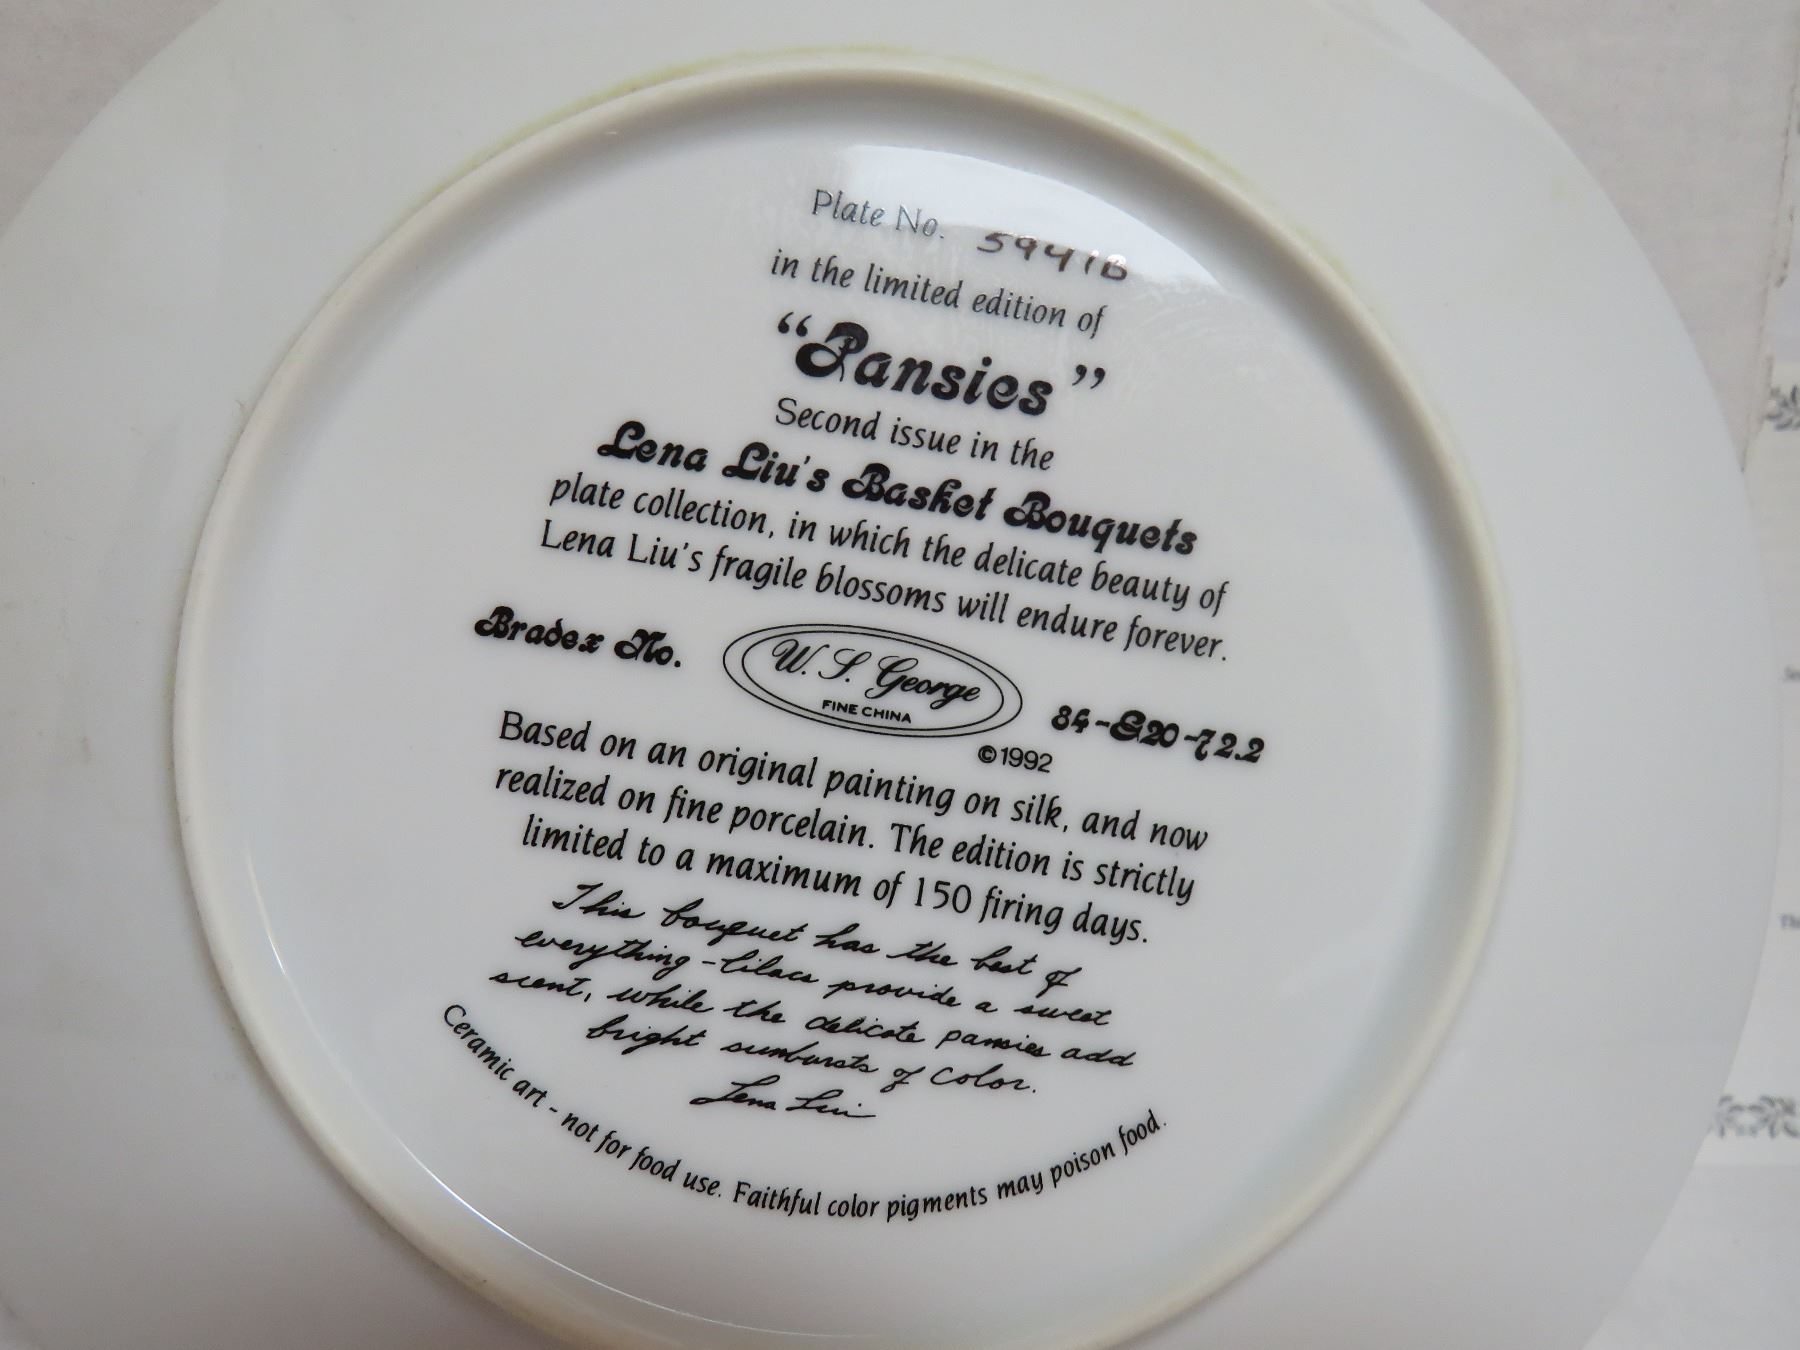 Plate No. 5941B
in the limited edition of
“Pansies”
Second issue in the
Lena Liu's Basket Bouquets
plate collection, in which the delicate beauty of
Lena Liu's fragile blossoms will endure forever.
Bradex No. W. S. George 84-G20-72.2
FINE CHINA
©1992
Based on an original painting on silk, and now
realized on fine porcelain. The edition is strictly
limited to a maximum of 150 firing days.
This bouquet has the best of
everything - lilacs provide a sweet
scent, while the delicate pansies add
bright sunbursts of color.
Lena Liu
Ceramic art - not for food use. Faithful color pigments may poison food.